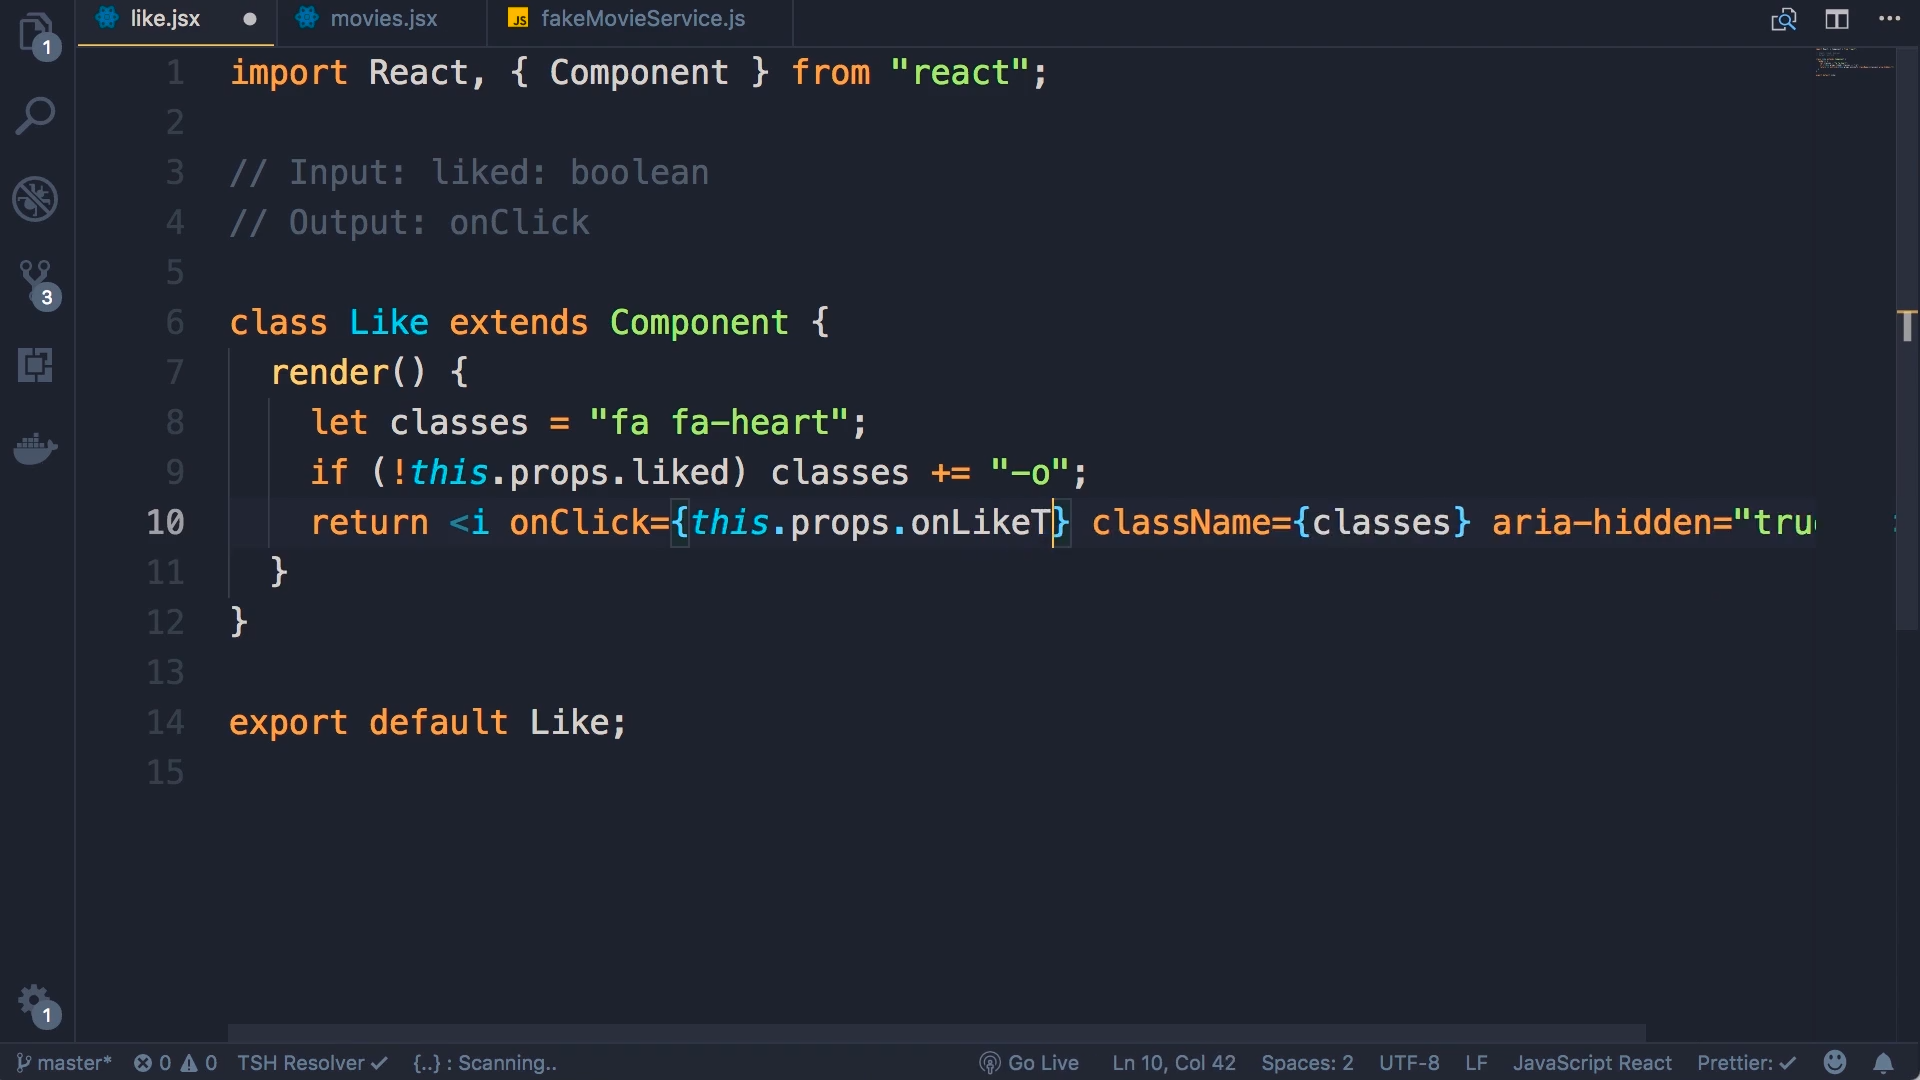 like.jsx movies.jsx JS fakeMovieService.js
1
3
1
1 import React, { Component } from "react";
2
3 // Input: liked: boolean
4 // Output: onClick
5
6 class Like extends Component {
7 render() {
8 let classes = "fa fa-heart";
9 if (!this.props.liked) classes += "-o";
10 return <i onClick={this.props.onLikeT} className={classes} aria-hidden="tru
11 }
12 }
13
14 export default Like;
15
master* 0 0 TSH Resolver ✓ {..} : Scanning.. Go Live Ln 10, Col 42 Spaces: 2 UTF-8 LF JavaScript React Prettier: ✓